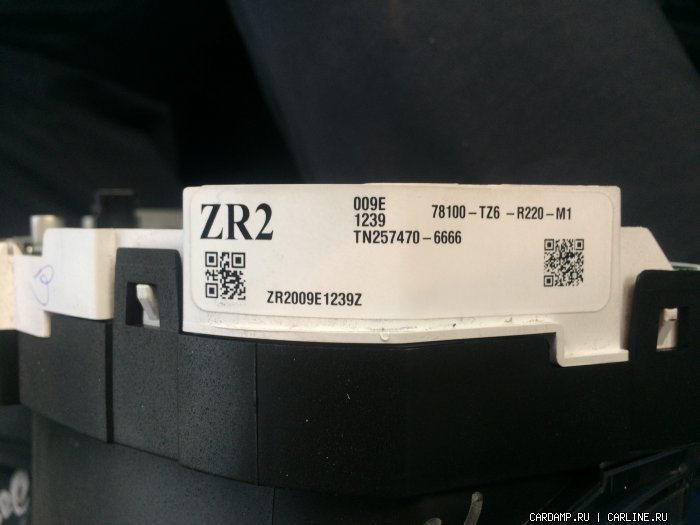 ZR2
009E
1239
TN257470-6666
78100-TZ6 -R220-M1
ZR2009E1239Z
CARDAMP.RU | CARLINE.RU